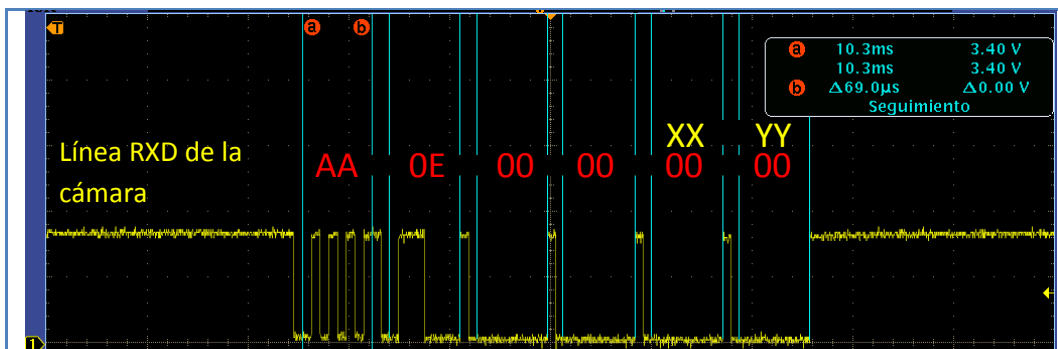 T
a b
a 10.3ms 3.40 V
10.3ms 3.40 V
b Δ69.0µs Δ0.00 V
Seguimiento
XX YY
Línea RXD de la
cámara
AA 0E 00 00 00 00
1